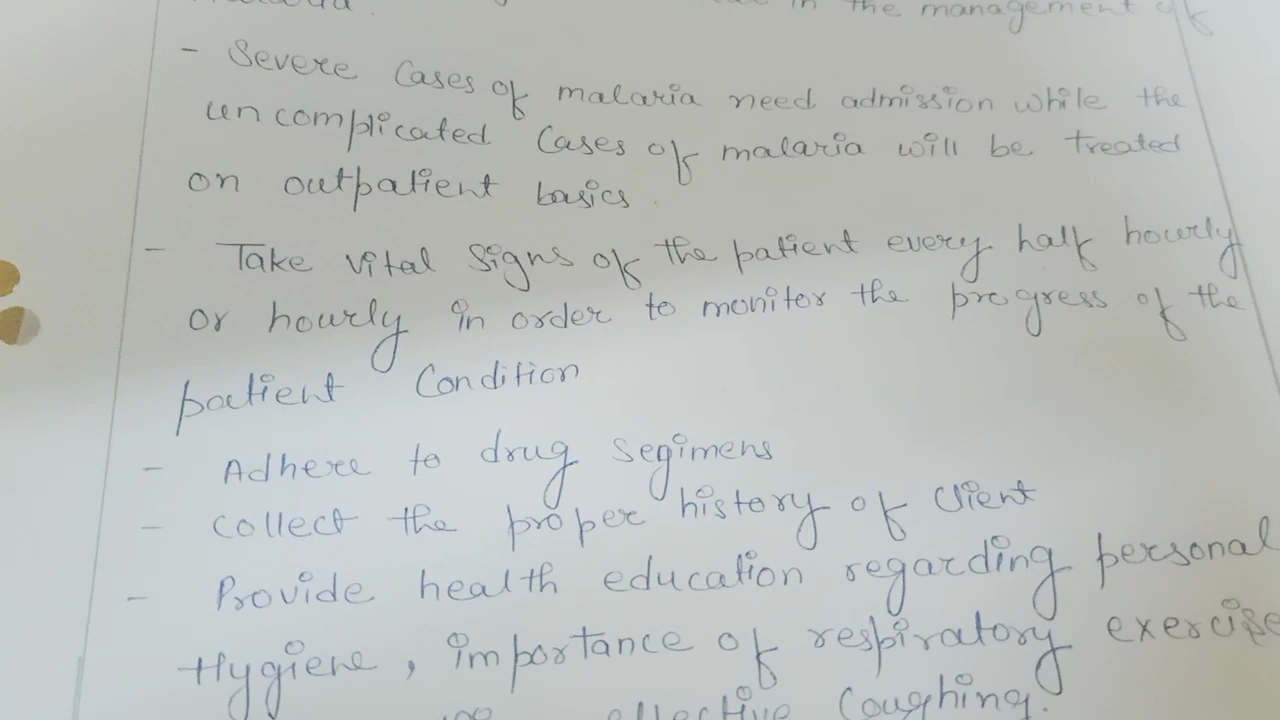 in the management of
- Severe Cases of malaria need admission while the
uncomplicated Cases of malaria will be treated
on outpatient basics.
- Take vital Signs of the patient every half hourly
or hourly in order to monitor the progress of the
patient Condition
- Adhere to drug segimens
- collect the proper history of client
- Provide health education regarding personal
Hygiene, importance of respiratory exercise
effective Coughing.